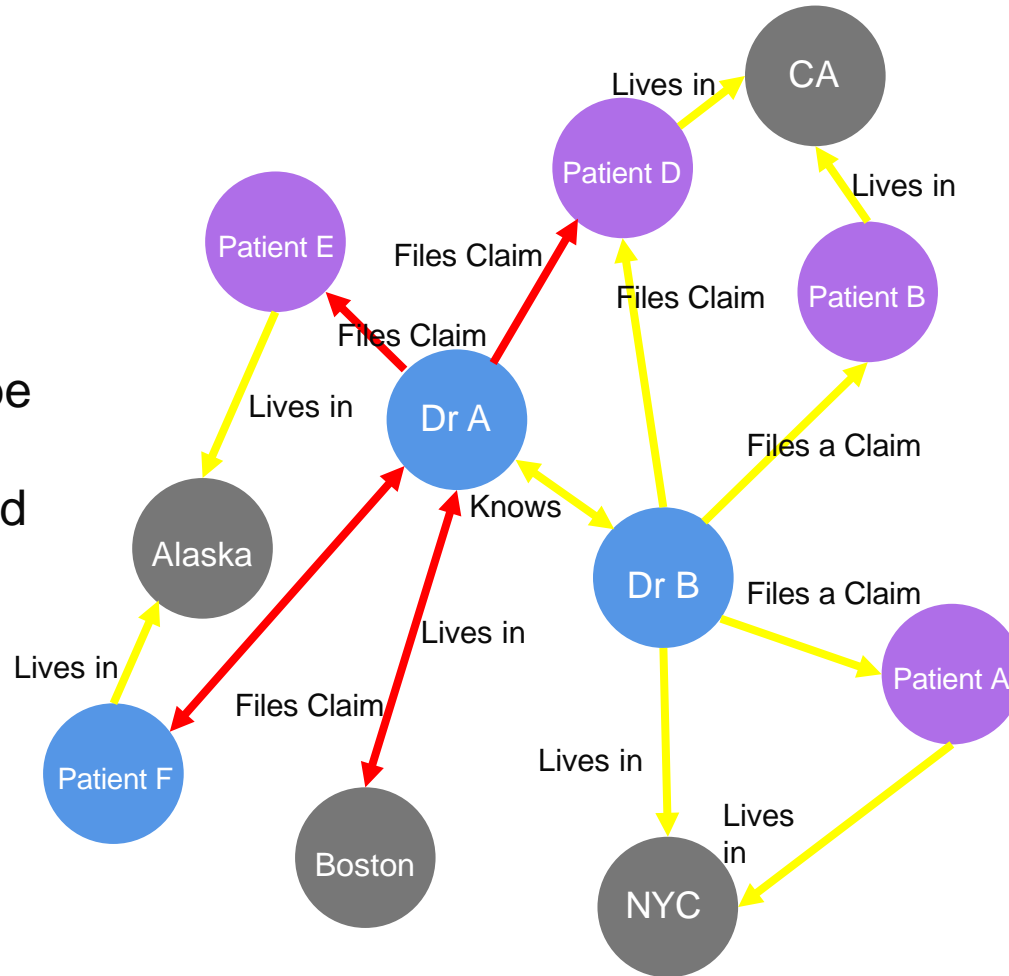 CA
Lives in
Patient D
Lives in
Patient E
Files Claim
Files Claim
Patient B
Files Claim
be
Lives in
Dr A
Files a Claim
d
Knows
Alaska
Dr B
Files a Claim
Lives in
Lives in
Patient A
Files Claim
Patient F
Lives in
Lives
in
Boston
NYC